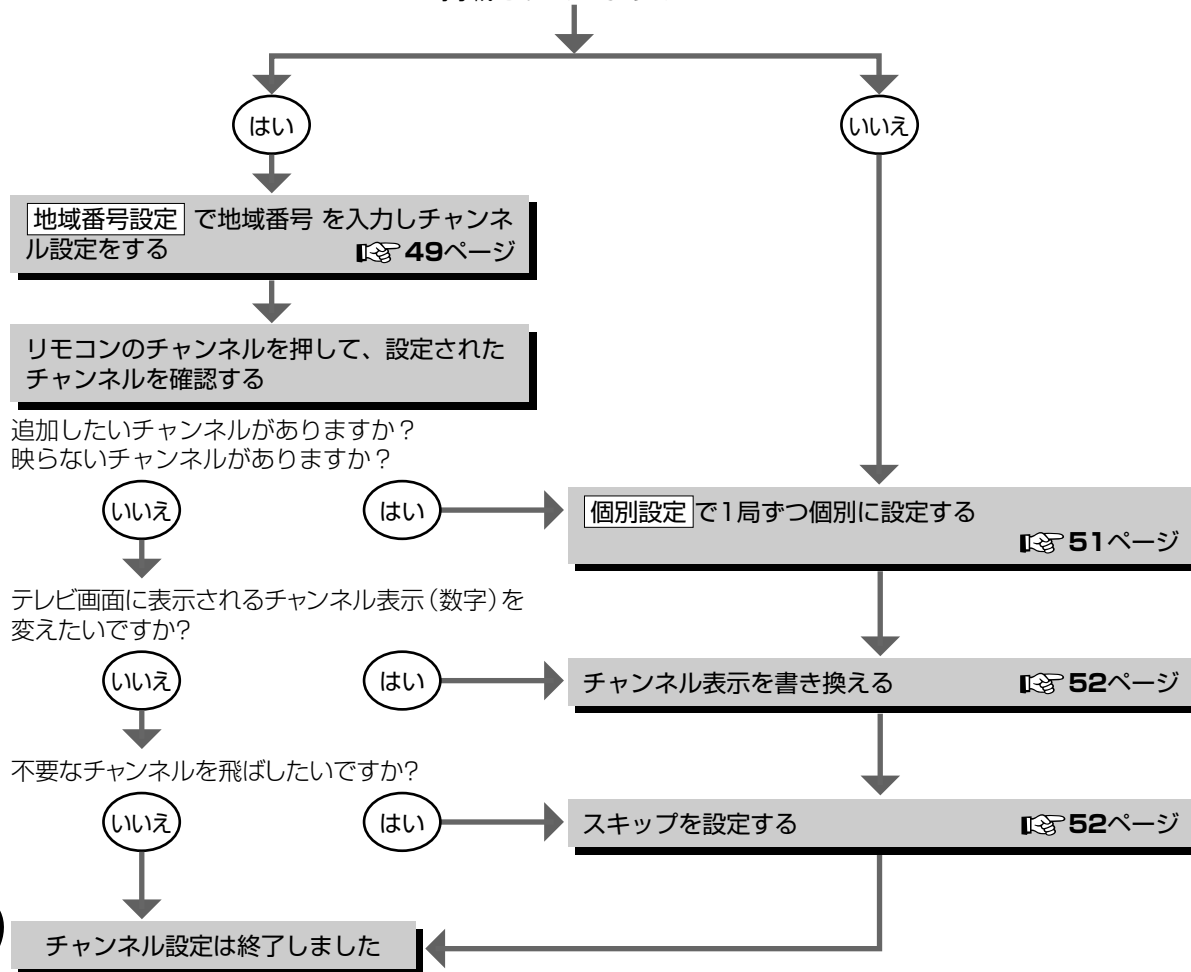 はい
いいえ
地域番号設定 で地域番号 を入力しチャンネ
ル設定をする ☞49ページ
リモコンのチャンネルを押して、設定された
チャンネルを確認する
追加したいチャンネルがありますか？
映らないチャンネルがありますか？
いいえ
はい
個別設定 で1局ずつ個別に設定する
☞51ページ
テレビ画面に表示されるチャンネル表示(数字)を
変えたいですか?
いいえ
はい
チャンネル表示を書き換える ☞52ページ
不要なチャンネルを飛ばしたいですか?
いいえ
はい
スキップを設定する ☞52ページ
チャンネル設定は終了しました